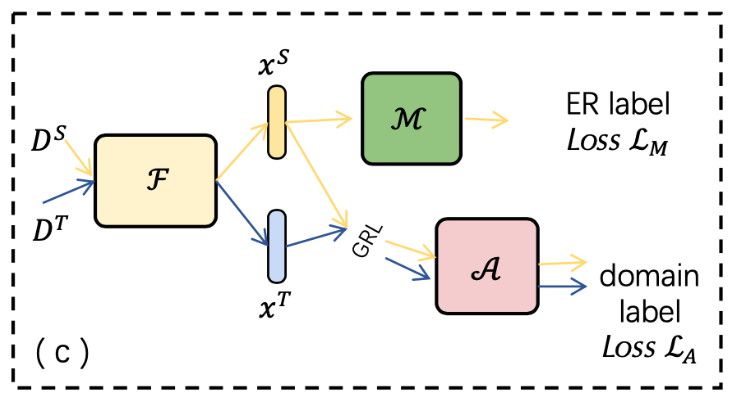 D^S
D^T
ℱ
x^S
x^T
ℳ
ER label
Loss ℒ_M
GRL
𝒜
domain
label
Loss ℒ_A
( c )